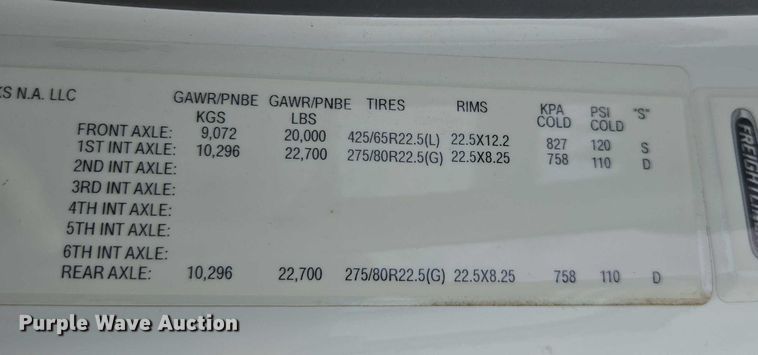 KS N.A. LLC
GAWR/PNBE KGS GAWR/PNBE LBS TIRES RIMS KPA COLD PSI COLD "S"
FRONT AXLE: 9,072 20,000 425/65R22.5(L) 22.5X12.2 827 120 S
1ST INT AXLE: 10,296 22,700 275/80R22.5(G) 22.5X8.25 758 110 D
2ND INT AXLE:
3RD INT AXLE:
4TH INT AXLE:
5TH INT AXLE:
6TH INT AXLE:
REAR AXLE: 10,296 22,700 275/80R22.5(G) 22.5X8.25 758 110 D
Purple Wave Auction